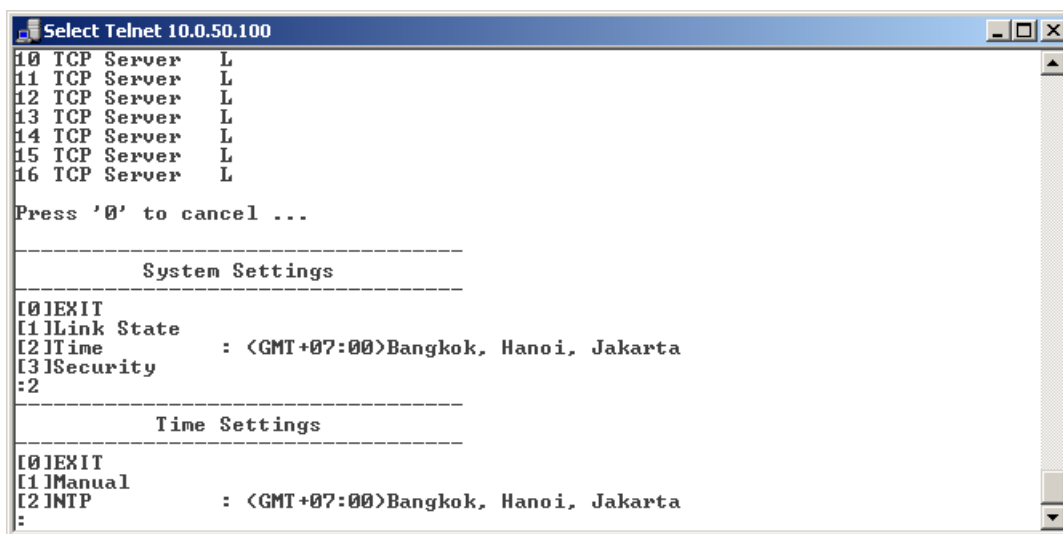 Select Telnet 10.0.50.100
10 TCP Server   L
11 TCP Server   L
12 TCP Server   L
13 TCP Server   L
14 TCP Server   L
15 TCP Server   L
16 TCP Server   L
Press '0' to cancel ...
-----------------------------------
System Settings
-----------------------------------
[0]EXIT
[1]Link State
[2]Time         : (GMT+07:00)Bangkok, Hanoi, Jakarta
[3]Security
:2
-----------------------------------
Time Settings
-----------------------------------
[0]EXIT
[1]Manual
[2]NTP          : (GMT+07:00)Bangkok, Hanoi, Jakarta
: